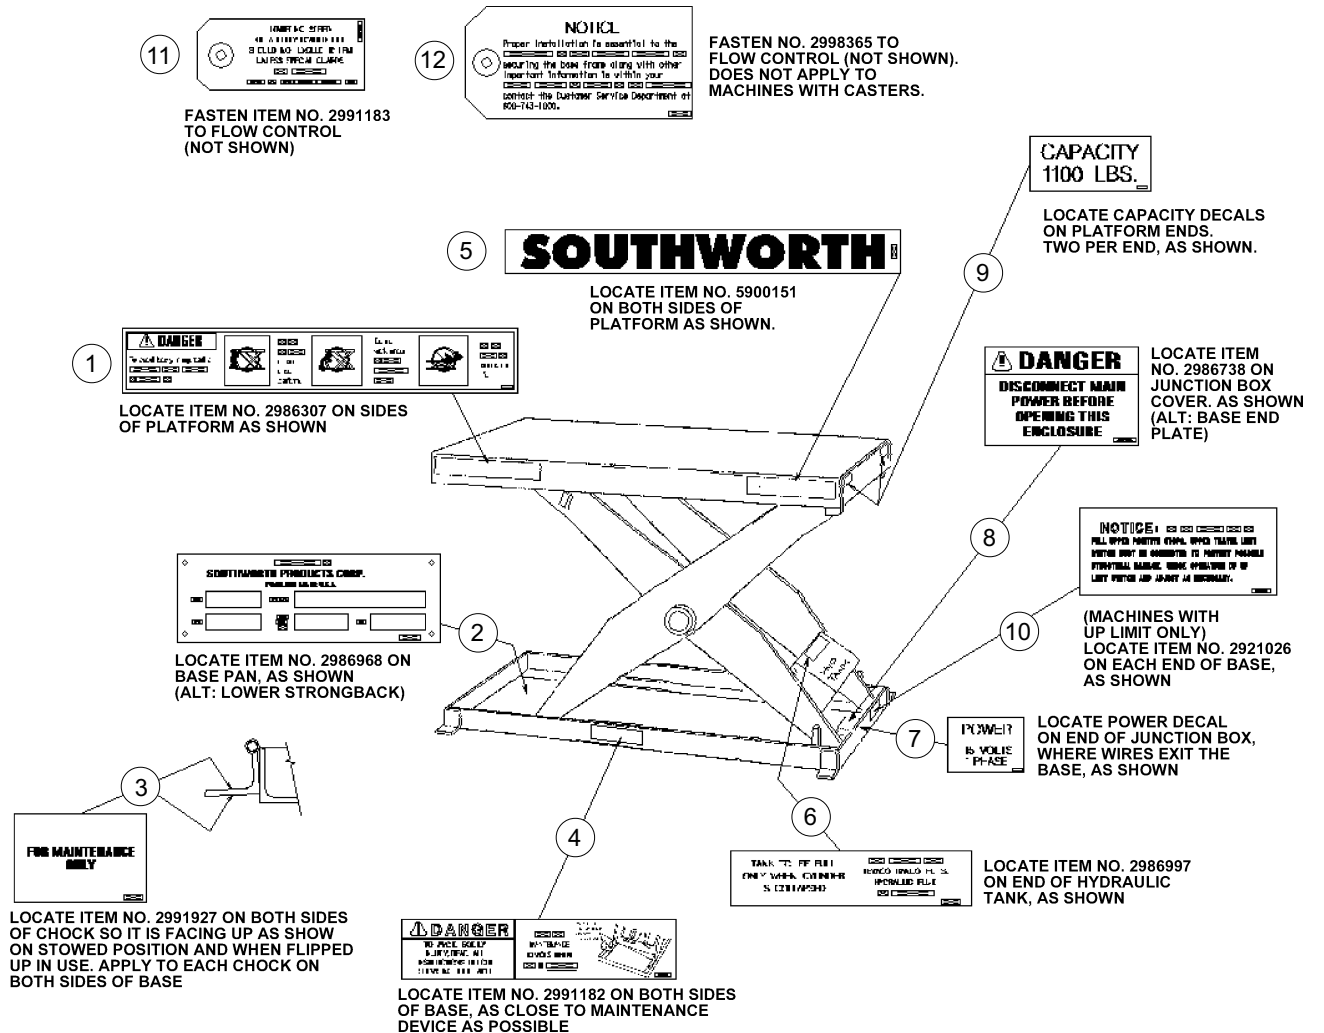 11
FASTEN ITEM NO. 2991183
TO FLOW CONTROL
(NOT SHOWN)
12
NOTICE
Proper installation is essential to the
securing the base frame along with other
important information is within your
contact the Customer Service Department at
800-743-1000.
FASTEN NO. 2998365 TO
FLOW CONTROL (NOT SHOWN).
DOES NOT APPLY TO
MACHINES WITH CASTERS.
CAPACITY
1100 LBS.
LOCATE CAPACITY DECALS
ON PLATFORM ENDS.
TWO PER END, AS SHOWN.
9
5
SOUTHWORTH
LOCATE ITEM NO. 5900151
ON BOTH SIDES OF
PLATFORM AS SHOWN.
1
DANGER
LOCATE ITEM NO. 2986307 ON SIDES
OF PLATFORM AS SHOWN
DANGER
DISCONNECT MAIN
POWER BEFORE
OPENING THIS
ENCLOSURE
LOCATE ITEM
NO. 2986738 ON
JUNCTION BOX
COVER. AS SHOWN
(ALT: BASE END
PLATE)
8
NOTICE:
10
(MACHINES WITH
UP LIMIT ONLY)
LOCATE ITEM NO. 2921026
ON EACH END OF BASE,
AS SHOWN
SOUTHWORTH PRODUCTS CORP.
2
LOCATE ITEM NO. 2986968 ON
BASE PAN, AS SHOWN
(ALT: LOWER STRONGBACK)
TANK
7
POWER
VOLTS
PHASE
LOCATE POWER DECAL
ON END OF JUNCTION BOX,
WHERE WIRES EXIT THE
BASE, AS SHOWN
3
FOR MAINTENANCE
ONLY
LOCATE ITEM NO. 2991927 ON BOTH SIDES
OF CHOCK SO IT IS FACING UP AS SHOW
ON STOWED POSITION AND WHEN FLIPPED
UP IN USE. APPLY TO EACH CHOCK ON
BOTH SIDES OF BASE
4
DANGER
MAINTENANCE
LOCATE ITEM NO. 2991182 ON BOTH SIDES
OF BASE, AS CLOSE TO MAINTENANCE
DEVICE AS POSSIBLE
6
TANK TO BE FULL
ONLY WHEN CYLINDER
IS COLLAPSED
HYDRAULIC FLUID
LOCATE ITEM NO. 2986997
ON END OF HYDRAULIC
TANK, AS SHOWN